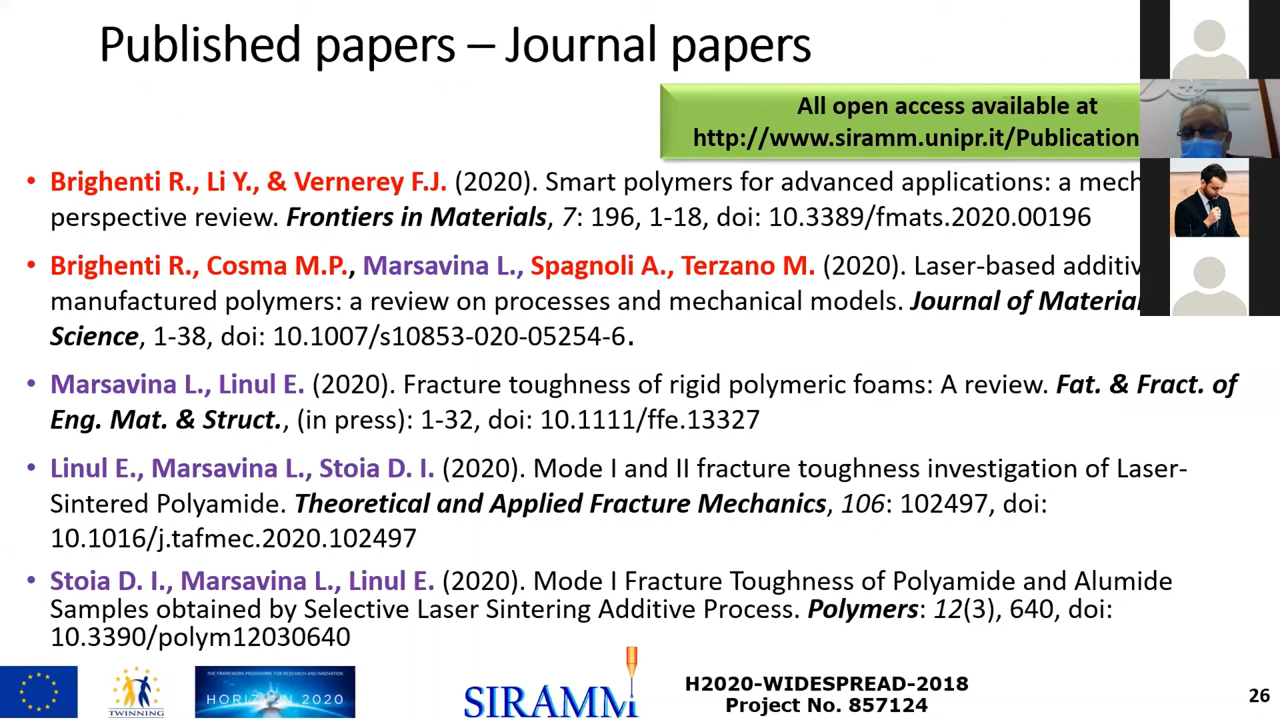 Published papers – Journal papers
All open access available at
http://www.siramm.unipr.it/Publication
• Brighenti R., Li Y., & Vernerey F.J. (2020). Smart polymers for advanced applications: a mech
perspective review. Frontiers in Materials, 7: 196, 1-18, doi: 10.3389/fmats.2020.00196
• Brighenti R., Cosma M.P., Marsavina L., Spagnoli A., Terzano M. (2020). Laser-based additiv
manufactured polymers: a review on processes and mechanical models. Journal of Material
Science, 1-38, doi: 10.1007/s10853-020-05254-6.
• Marsavina L., Linul E. (2020). Fracture toughness of rigid polymeric foams: A review. Fat. & Fract. of
Eng. Mat. & Struct., (in press): 1-32, doi: 10.1111/ffe.13327
• Linul E., Marsavina L., Stoia D. I. (2020). Mode I and II fracture toughness investigation of Laser-
Sintered Polyamide. Theoretical and Applied Fracture Mechanics, 106: 102497, doi:
10.1016/j.tafmec.2020.102497
• Stoia D. I., Marsavina L., Linul E. (2020). Mode I Fracture Toughness of Polyamide and Alumide
Samples obtained by Selective Laser Sintering Additive Process. Polymers: 12(3), 640, doi:
10.3390/polym12030640
TWINNING
THE FRAMEWORK PROGRAMME FOR RESEARCH AND INNOVATION
HORIZON 2020
SIRAMM
H2020-WIDESPREAD-2018
Project No. 857124
26